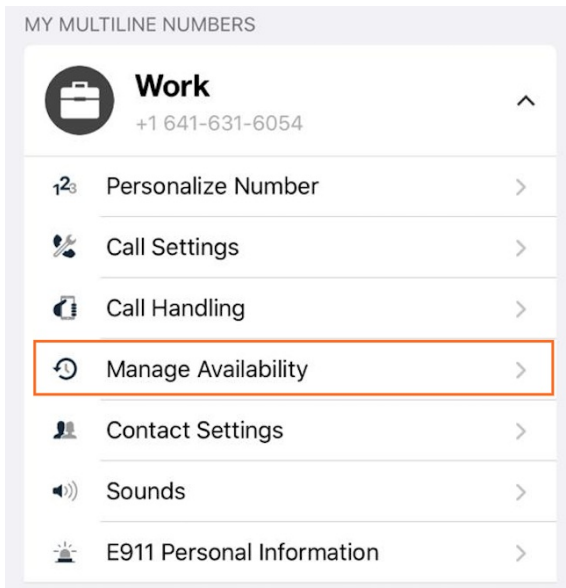 MY MULTILINE NUMBERS
Work
+1 641-631-6054
123 Personalize Number
Call Settings
Call Handling
Manage Availability
Contact Settings
Sounds
E911 Personal Information